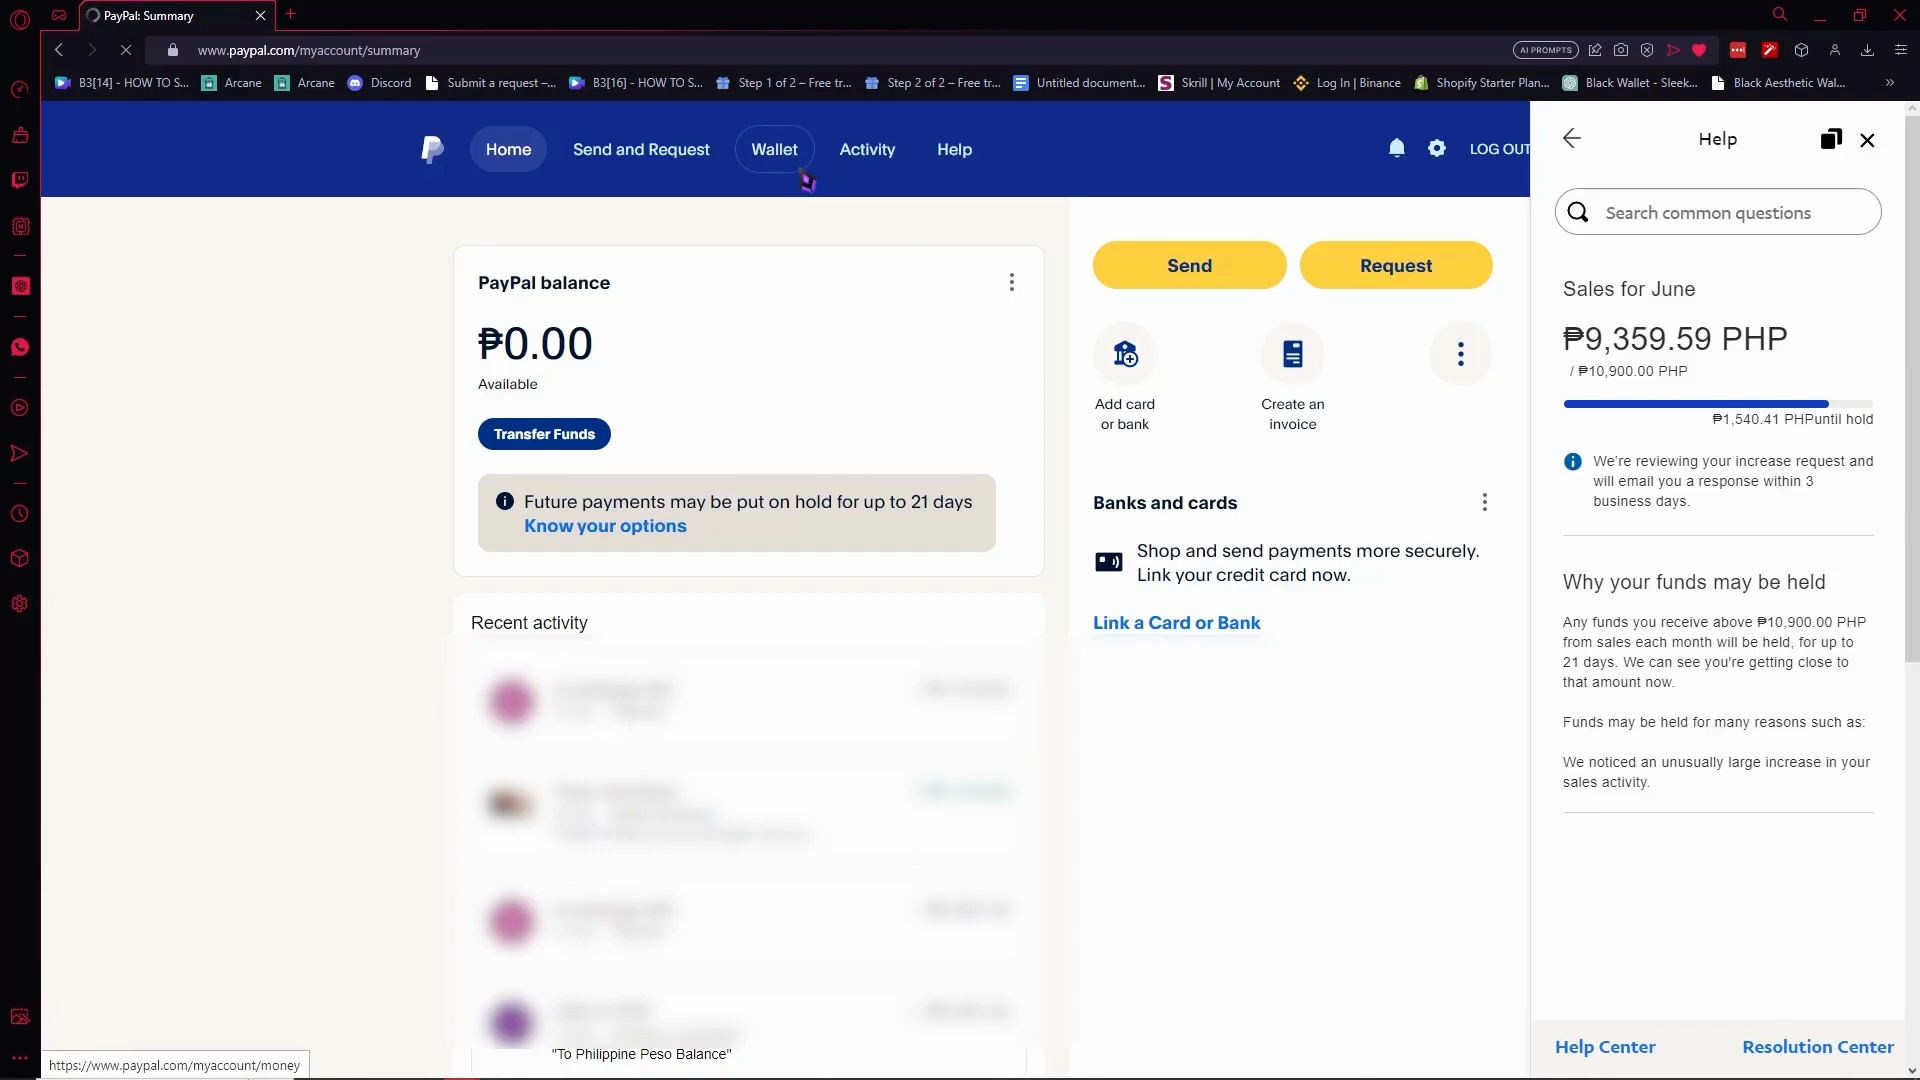 PayPal: Summary
www.paypal.com/myaccount/summary
AI PROMPTS
B3[14] - HOW TO S...
Arcane
Arcane
Discord
Submit a request –...
B3[16] - HOW TO S...
Step 1 of 2 – Free tr...
Step 2 of 2 – Free tr...
Untitled document...
Skrill | My Account
Log In | Binance
Shopify Starter Plan...
Black Wallet - Sleek...
Black Aesthetic Wal...
Home
Send and Request
Wallet
Activity
Help
LOG OUT
PayPal balance
₱0.00
Available
Transfer Funds
Future payments may be put on hold for up to 21 days
Know your options
Recent activity
"To Philippine Peso Balance"
Send
Request
Add card
or bank
Create an
invoice
Banks and cards
Shop and send payments more securely.
Link your credit card now.
Link a Card or Bank
Help
Search common questions
Sales for June
₱9,359.59 PHP
/ ₱10,900.00 PHP
₱1,540.41 PHPuntil hold
We're reviewing your increase request and
will email you a response within 3
business days.
Why your funds may be held
Any funds you receive above ₱10,900.00 PHP
from sales each month will be held, for up to
21 days. We can see you're getting close to
that amount now.
Funds may be held for many reasons such as:
We noticed an unusually large increase in your
sales activity.
Help Center
Resolution Center
https://www.paypal.com/myaccount/money